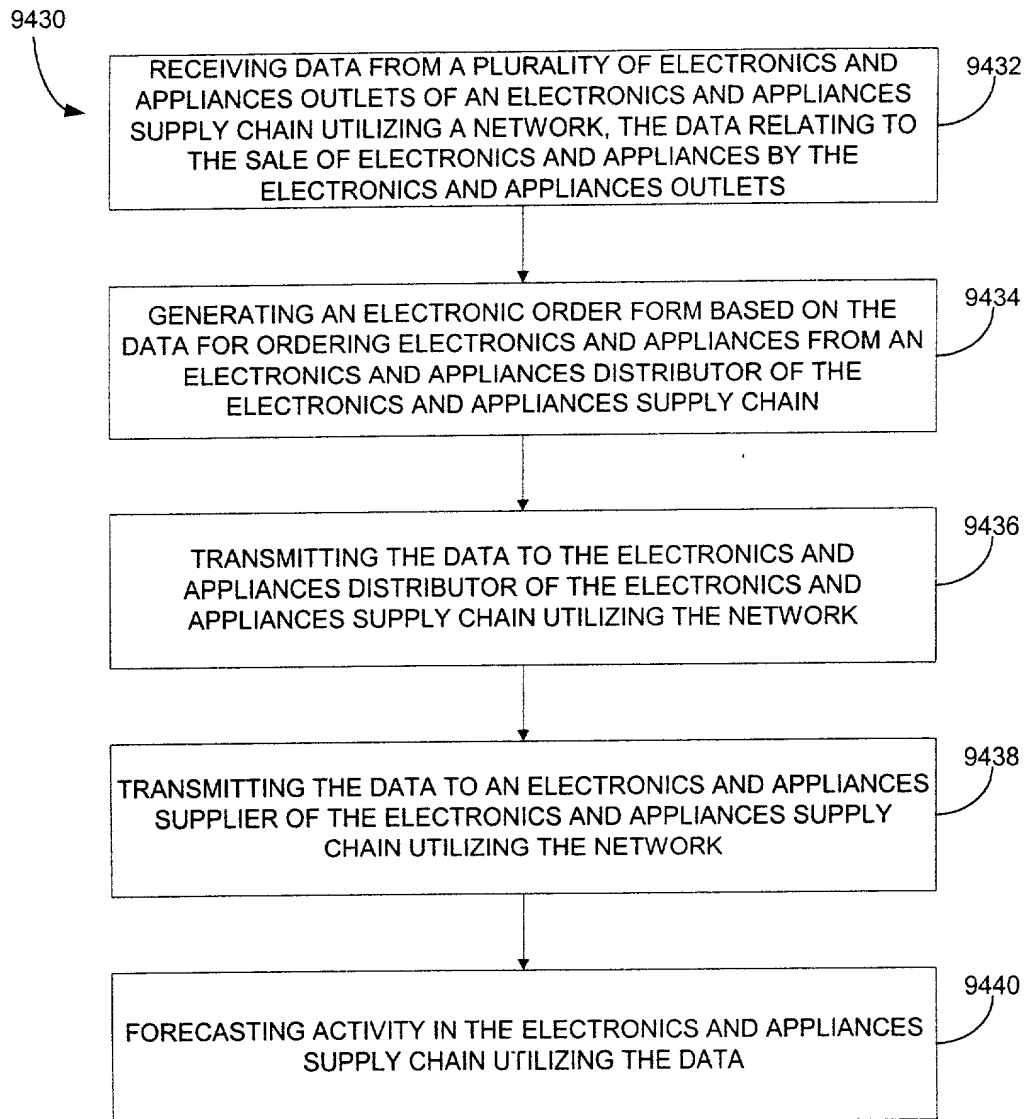 9430
RECEIVING DATA FROM A PLURALITY OF ELECTRONICS AND
APPLIANCES OUTLETS OF AN ELECTRONICS AND APPLIANCES
SUPPLY CHAIN UTILIZING A NETWORK, THE DATA RELATING TO
THE SALE OF ELECTRONICS AND APPLIANCES BY THE
ELECTRONICS AND APPLIANCES OUTLETS
9432
GENERATING AN ELECTRONIC ORDER FORM BASED ON THE
DATA FOR ORDERING ELECTRONICS AND APPLIANCES FROM AN
ELECTRONICS AND APPLIANCES DISTRIBUTOR OF THE
ELECTRONICS AND APPLIANCES SUPPLY CHAIN
9434
TRANSMITTING THE DATA TO THE ELECTRONICS AND
APPLIANCES DISTRIBUTOR OF THE ELECTRONICS AND
APPLIANCES SUPPLY CHAIN UTILIZING THE NETWORK
9436
TRANSMITTING THE DATA TO AN ELECTRONICS AND APPLIANCES
SUPPLIER OF THE ELECTRONICS AND APPLIANCES SUPPLY
CHAIN UTILIZING THE NETWORK
9438
FORECASTING ACTIVITY IN THE ELECTRONICS AND APPLIANCES
SUPPLY CHAIN UTILIZING THE DATA
9440